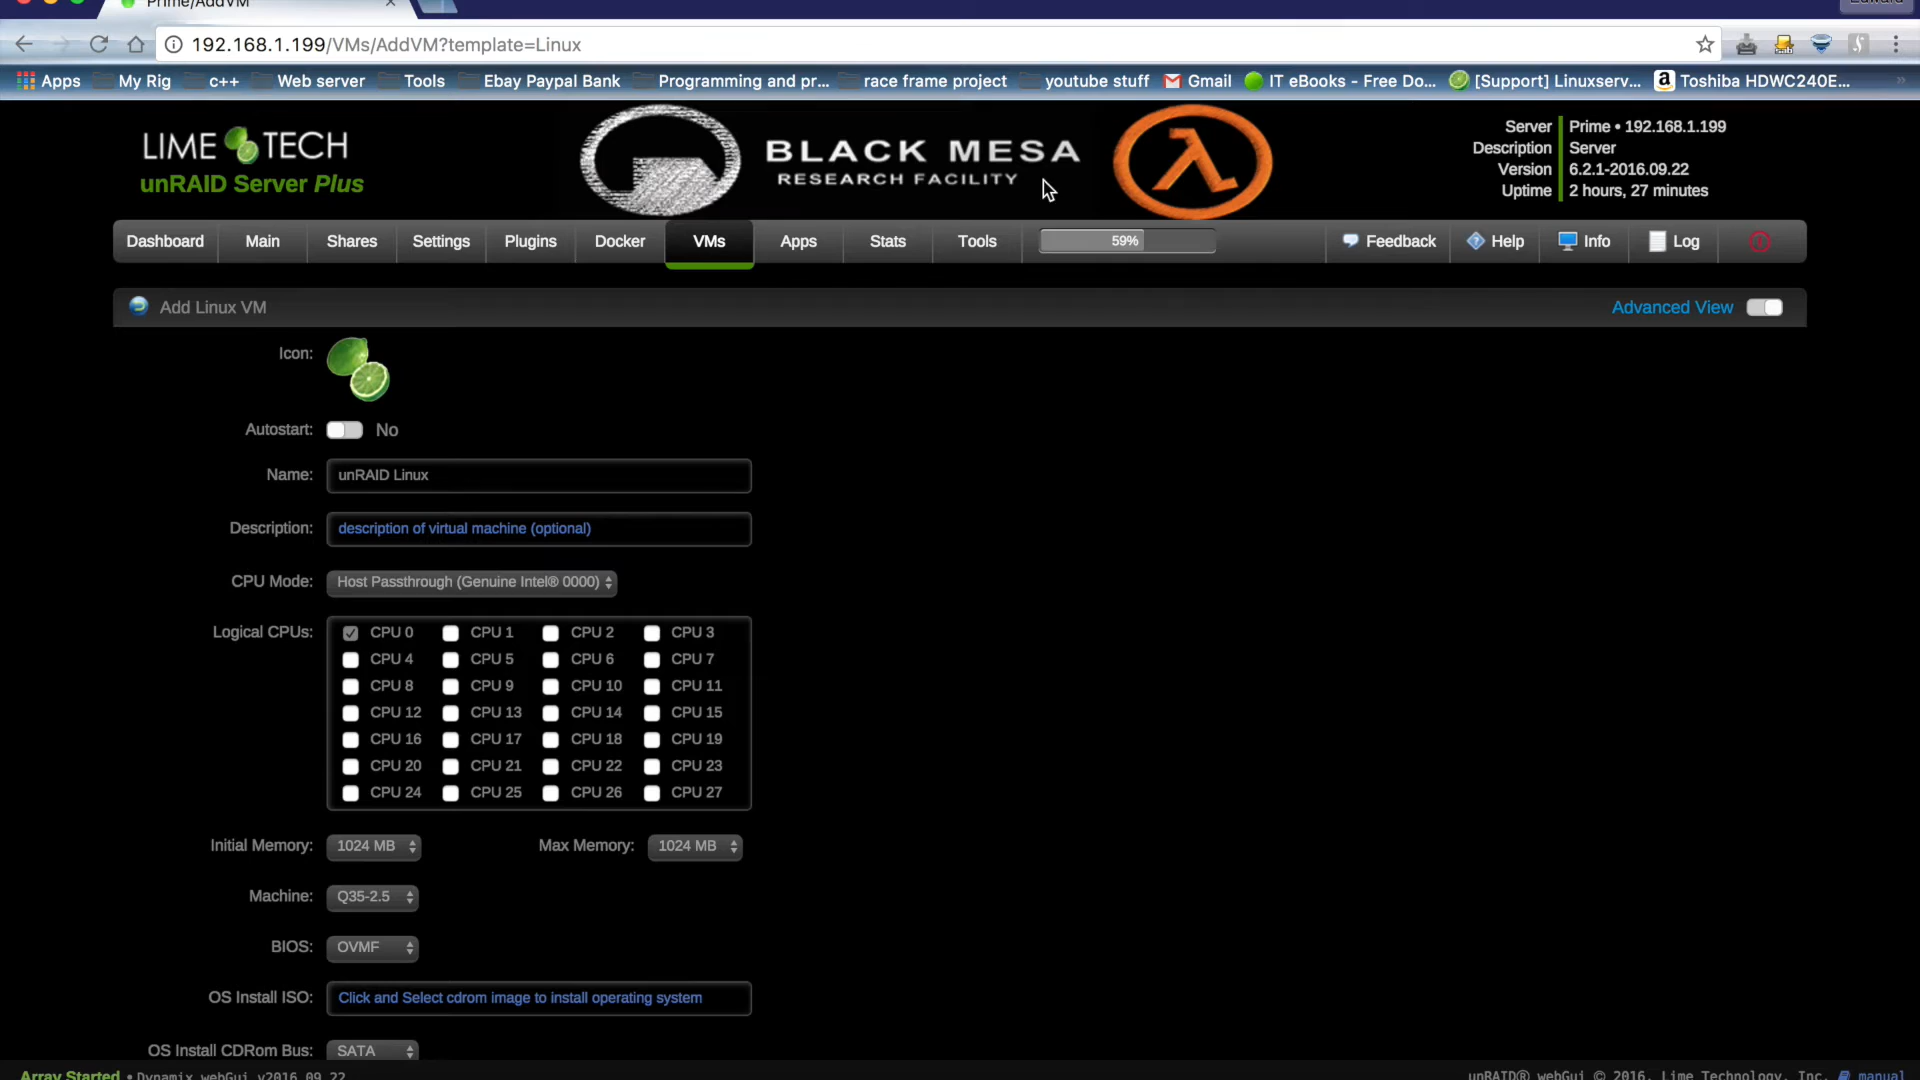 Prime/AddVM
Edward
192.168.1.199/VMs/AddVM?template=Linux
Apps My Rig c++ Web server Tools Ebay Paypal Bank Programming and pr... race frame project youtube stuff Gmail IT eBooks - Free Do... [Support] Linuxserv... Toshiba HDWC240E... »
LIME TECH
unRAID Server Plus
BLACK MESA
RESEARCH FACILITY
Server Prime • 192.168.1.199
Description Server
Version 6.2.1-2016.09.22
Uptime 2 hours, 27 minutes
Dashboard Main Shares Settings Plugins Docker VMs Apps Stats Tools 59% Feedback Help Info Log
Add Linux VM Advanced View
Icon:
Autostart: No
Name: unRAID Linux
Description: description of virtual machine (optional)
CPU Mode: Host Passthrough (Genuine Intel® 0000)
Logical CPUs: CPU 0 CPU 1 CPU 2 CPU 3
CPU 4 CPU 5 CPU 6 CPU 7
CPU 8 CPU 9 CPU 10 CPU 11
CPU 12 CPU 13 CPU 14 CPU 15
CPU 16 CPU 17 CPU 18 CPU 19
CPU 20 CPU 21 CPU 22 CPU 23
CPU 24 CPU 25 CPU 26 CPU 27
Initial Memory: 1024 MB Max Memory: 1024 MB
Machine: Q35-2.5
BIOS: OVMF
OS Install ISO: Click and Select cdrom image to install operating system
OS Install CDRom Bus: SATA
Array Started • Dynamix webGui v2016.09.22 unRAID® webGui © 2016, Lime Technology, Inc. manual